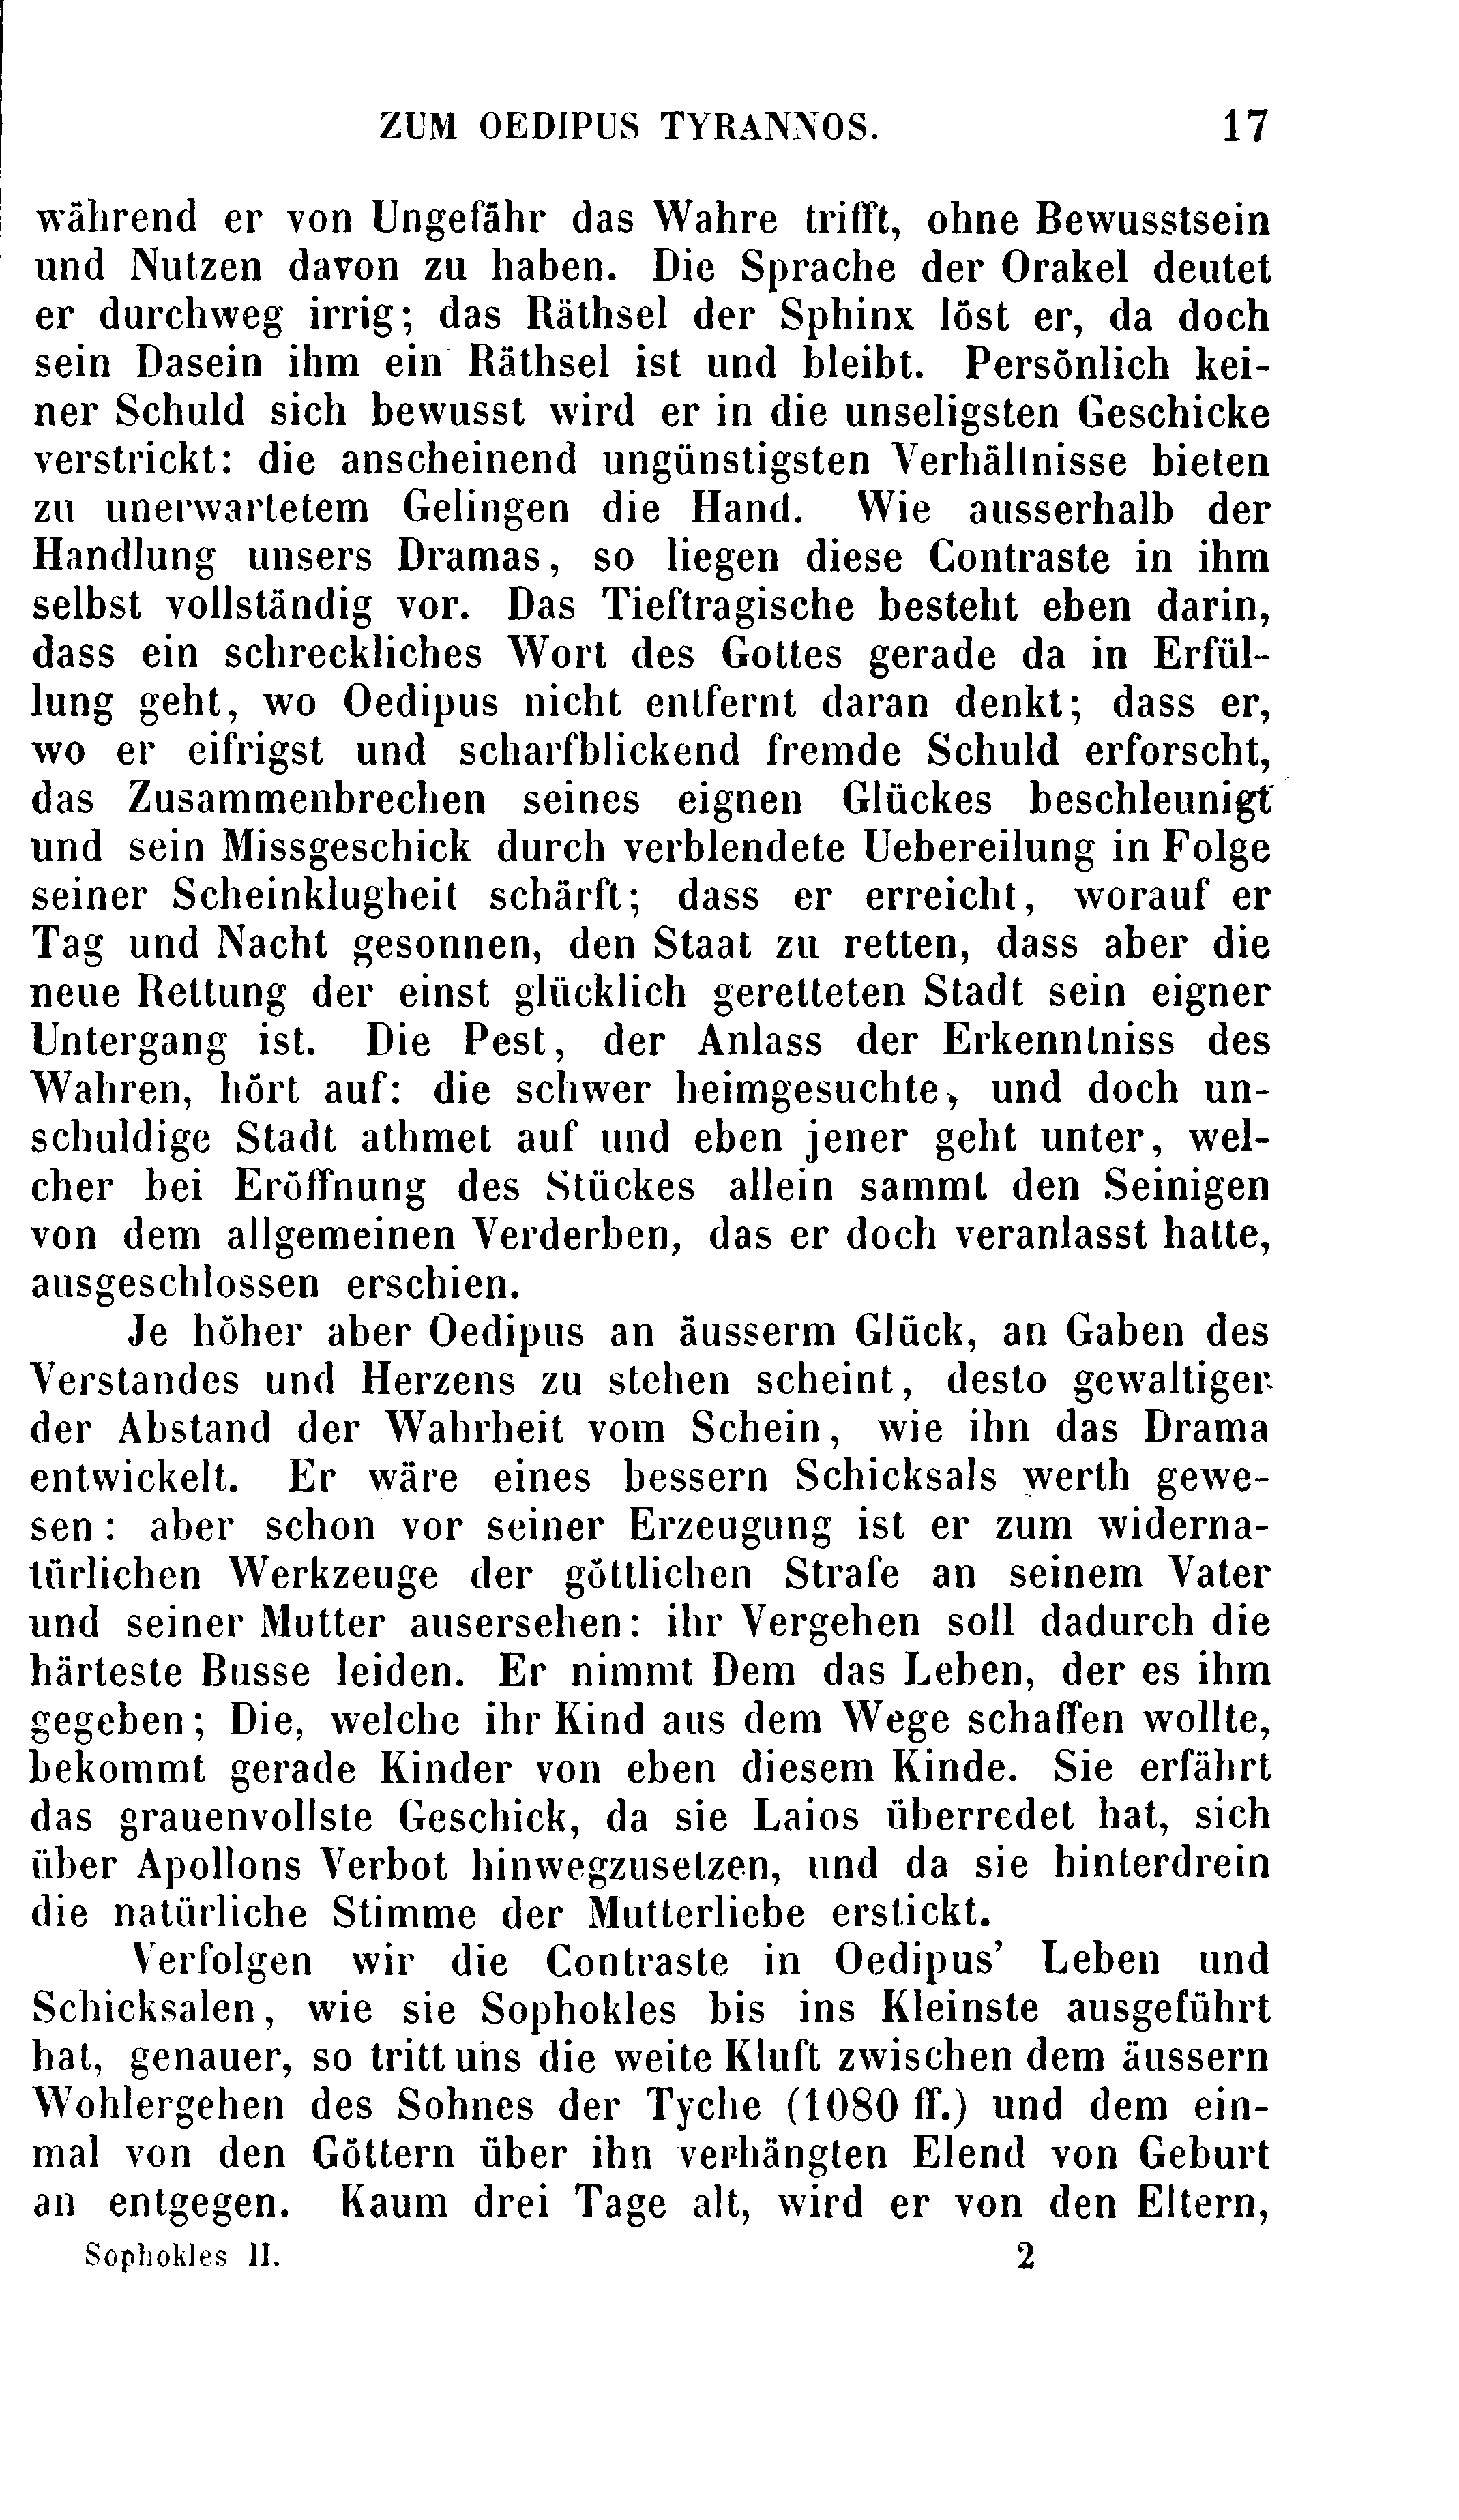 ZUM OEDIPUS TYRANNOS. 17
während er von Ungefähr das Wahre trifft, ohne Bewusstsein
und Nutzen davon zu haben. Die Sprache der Orakel deutet
er durchweg irrig; das Räthsel der Sphinx löst er, da doch
sein Dasein ihm ein Räthsel ist und bleibt. Persönlich kei-
ner Schuld sich bewusst wird er in die unseligsten Geschicke
verstrickt: die anscheinend ungünstigsten Verhältnisse bieten
zu unerwartetem Gelingen die Hand. Wie ausserhalb der
Handlung unsers Dramas, so liegen diese Contraste in ihm
selbst vollständig vor. Das Tieftragische besteht eben darin,
dass ein schreckliches Wort des Gottes gerade da in Erfül-
lung geht, wo Oedipus nicht entfernt daran denkt; dass er,
wo er eifrigst und scharfblickend fremde Schuld erforscht,
das Zusammenbrechen seines eignen Glückes beschleunigt
und sein Missgeschick durch verblendete Uebereilung in Folge
seiner Scheinklugheit schärft; dass er erreicht, worauf er
Tag und Nacht gesonnen, den Staat zu retten, dass aber die
neue Rettung der einst glücklich geretteten Stadt sein eigner
Untergang ist. Die Pest, der Anlass der Erkenntniss des
Wahren, hört auf: die schwer heimgesuchte, und doch un-
schuldige Stadt athmet auf und eben jener geht unter, wel-
cher bei Eröffnung des Stückes allein sammt den Seinigen
von dem allgemeinen Verderben, das er doch veranlasst hatte,
ausgeschlossen erschien.
Je höher aber Oedipus an äusserm Glück, an Gaben des
Verstandes und Herzens zu stehen scheint, desto gewaltiger
der Abstand der Wahrheit vom Schein, wie ihn das Drama
entwickelt. Er wäre eines bessern Schicksals werth gewe-
sen: aber schon vor seiner Erzeugung ist er zum widerna-
türlichen Werkzeuge der göttlichen Strafe an seinem Vater
und seiner Mutter ausersehen: ihr Vergehen soll dadurch die
härteste Busse leiden. Er nimmt Dem das Leben, der es ihm
gegeben; Die, welche ihr Kind aus dem Wege schaffen wollte,
bekommt gerade Kinder von eben diesem Kinde. Sie erfährt
das grauenvollste Geschick, da sie Laios überredet hat, sich
über Apollons Verbot hinwegzusetzen, und da sie hinterdrein
die natürliche Stimme der Mutterliebe erstickt.
Verfolgen wir die Contraste in Oedipus' Leben und
Schicksalen, wie sie Sophokles bis ins Kleinste ausgeführt
hat, genauer, so tritt uns die weite Kluft zwischen dem äussern
Wohlergehen des Sohnes der Tyche (1080 ff.) und dem ein-
mal von den Göttern über ihn verhängten Elend von Geburt
an entgegen. Kaum drei Tage alt, wird er von den Eltern,
Sophokles II. 2